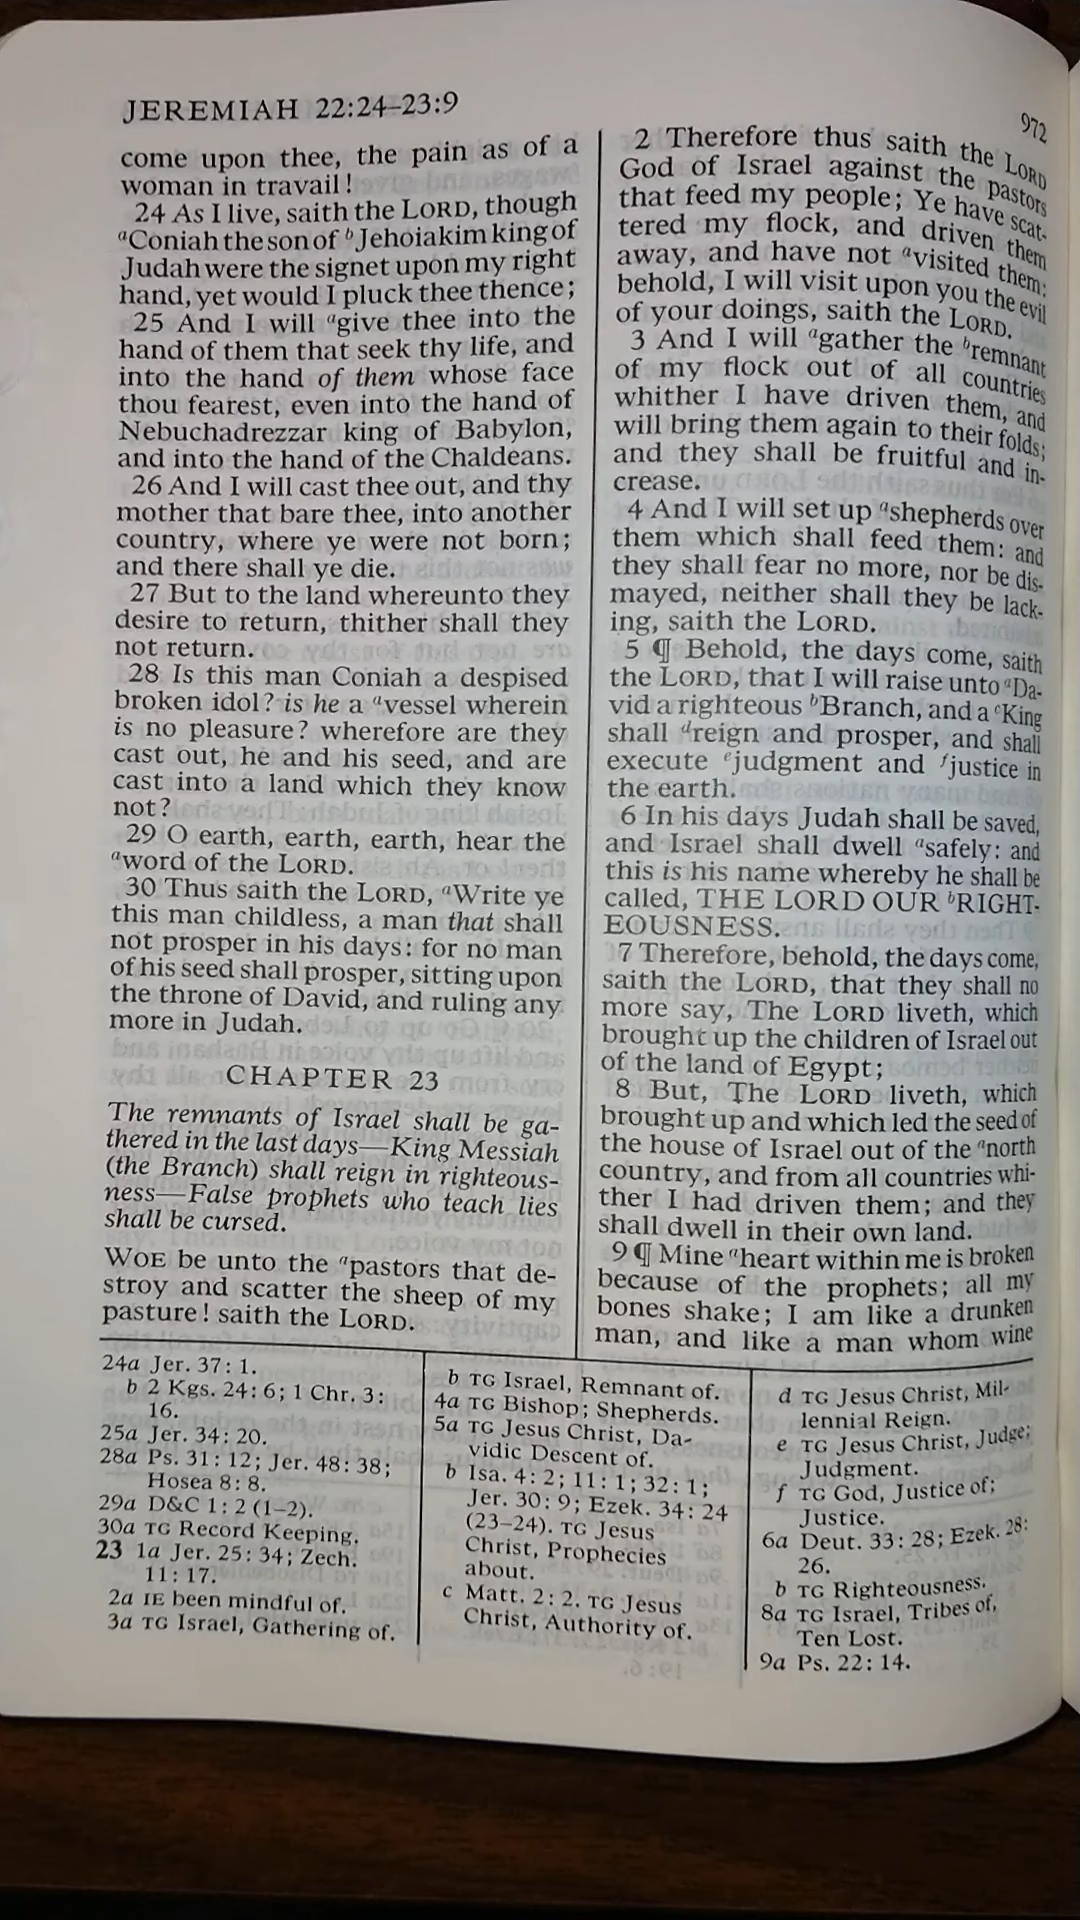 JEREMIAH 22:24–23:9
972
come upon thee, the pain as of a
woman in travail!
24 As I live, saith the LORD, though
aConiah the son of bJehoiakim king of
Judah were the signet upon my right
hand, yet would I pluck thee thence;
25 And I will agive thee into the
hand of them that seek thy life, and
into the hand of them whose face
thou fearest, even into the hand of
Nebuchadrezzar king of Babylon,
and into the hand of the Chaldeans.
26 And I will cast thee out, and thy
mother that bare thee, into another
country, where ye were not born;
and there shall ye die.
27 But to the land whereunto they
desire to return, thither shall they
not return.
28 Is this man Coniah a despised
broken idol? is he a avessel wherein
is no pleasure? wherefore are they
cast out, he and his seed, and are
cast into a land which they know
not?
29 O earth, earth, earth, hear the
aword of the LORD.
30 Thus saith the LORD, aWrite ye
this man childless, a man that shall
not prosper in his days: for no man
of his seed shall prosper, sitting upon
the throne of David, and ruling any
more in Judah.
CHAPTER 23
The remnants of Israel shall be ga-
thered in the last days—King Messiah
(the Branch) shall reign in righteous-
ness—False prophets who teach lies
shall be cursed.
WOE be unto the apastors that de-
stroy and scatter the sheep of my
pasture! saith the LORD.
2 Therefore thus saith the LORD
God of Israel against the pastors
that feed my people; Ye have scat-
tered my flock, and driven them
away, and have not avisited them:
behold, I will visit upon you the evil
of your doings, saith the LORD.
3 And I will agather the bremnant
of my flock out of all countries
whither I have driven them, and
will bring them again to their folds;
and they shall be fruitful and in-
crease.
4 And I will set up ashepherds over
them which shall feed them: and
they shall fear no more, nor be dis-
mayed, neither shall they be lack-
ing, saith the LORD.
5 ¶ Behold, the days come, saith
the LORD, that I will raise unto aDa-
vid a righteous bBranch, and a cKing
shall dreign and prosper, and shall
execute ejudgment and fjustice in
the earth.
6 In his days Judah shall be saved,
and Israel shall dwell asafely: and
this is his name whereby he shall be
called, THE LORD OUR bRIGHT-
EOUSNESS.
7 Therefore, behold, the days come,
saith the LORD, that they shall no
more say, The LORD liveth, which
brought up the children of Israel out
of the land of Egypt;
8 But, The LORD liveth, which
brought up and which led the seed of
the house of Israel out of the anorth
country, and from all countries whi-
ther I had driven them; and they
shall dwell in their own land.
9 ¶ Mine aheart within me is broken
because of the prophets; all my
bones shake; I am like a drunken
man, and like a man whom wine
24a Jer. 37: 1.
b 2 Kgs. 24: 6; 1 Chr. 3:
16.
25a Jer. 34: 20.
28a Ps. 31: 12; Jer. 48: 38;
Hosea 8: 8.
29a D&C 1: 2 (1–2).
30a TG Record Keeping.
23 1a Jer. 25: 34; Zech.
11: 17.
2a IE been mindful of.
3a TG Israel, Gathering of.
b TG Israel, Remnant of.
4a TG Bishop; Shepherds.
5a TG Jesus Christ, Da-
vidic Descent of.
b Isa. 4: 2; 11: 1; 32: 1;
Jer. 30: 9; Ezek. 34: 24
(23–24). TG Jesus
Christ, Prophecies
about.
c Matt. 2: 2. TG Jesus
Christ, Authority of.
d TG Jesus Christ, Mil-
lennial Reign.
e TG Jesus Christ, Judge;
Judgment.
f TG God, Justice of;
Justice.
6a Deut. 33: 28; Ezek. 28:
26.
b TG Righteousness.
8a TG Israel, Tribes of,
Ten Lost.
9a Ps. 22: 14.